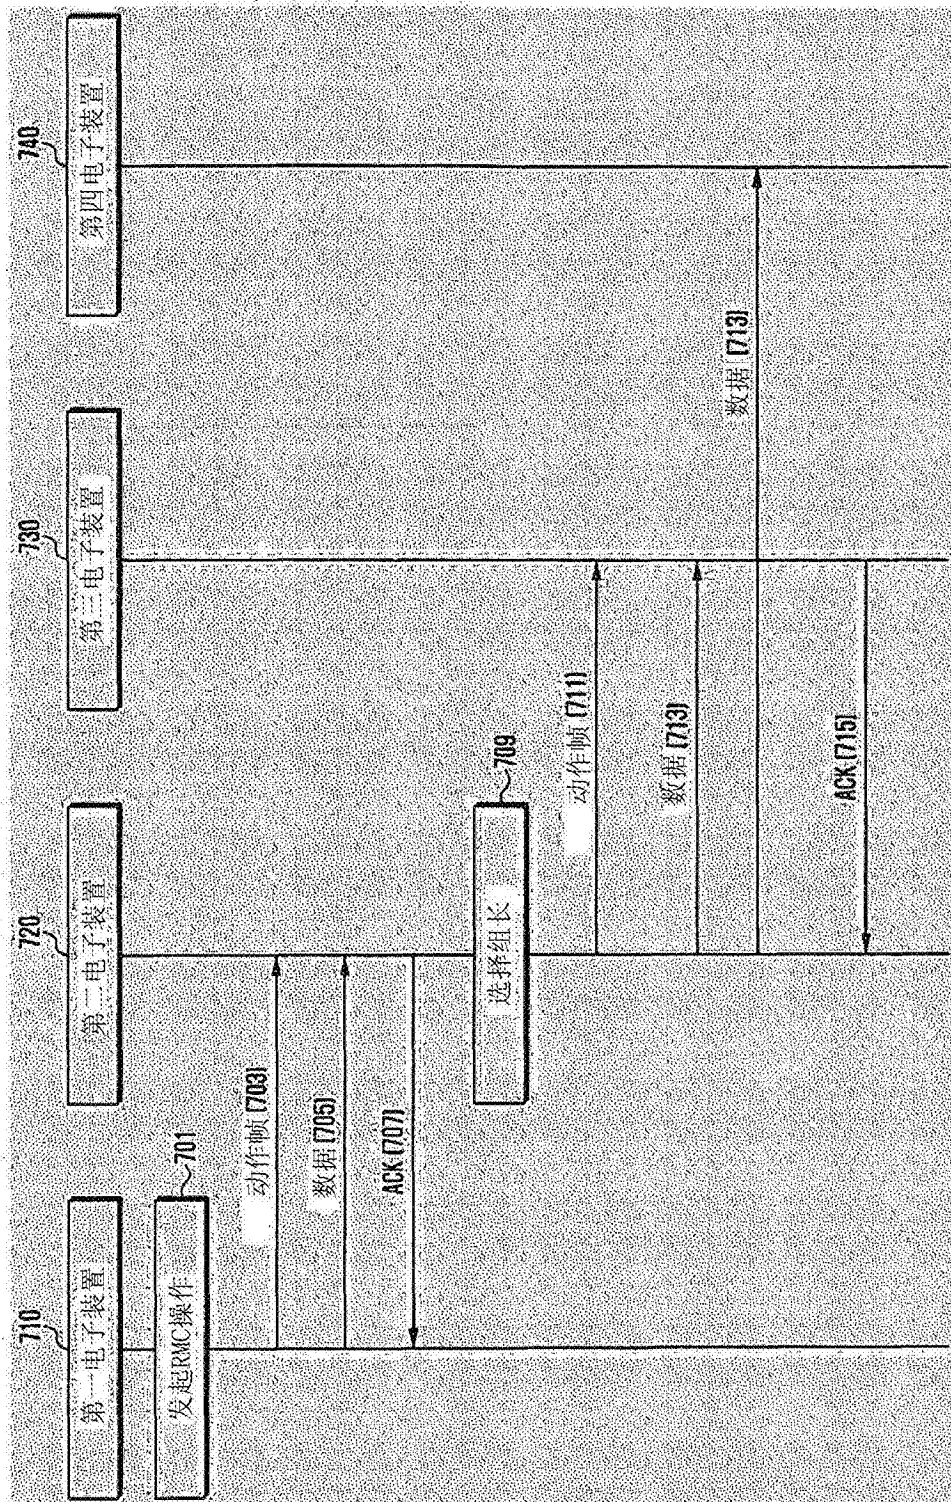 710
第一电子装置
720
第二电子装置
730
第三电子装置
740
第四电子装置
发起RMC操作
701
动作帧 (703)
数据 (705)
ACK (707)
选择组长
709
动作帧 (711)
数据 (713)
数据 (713)
ACK (715)